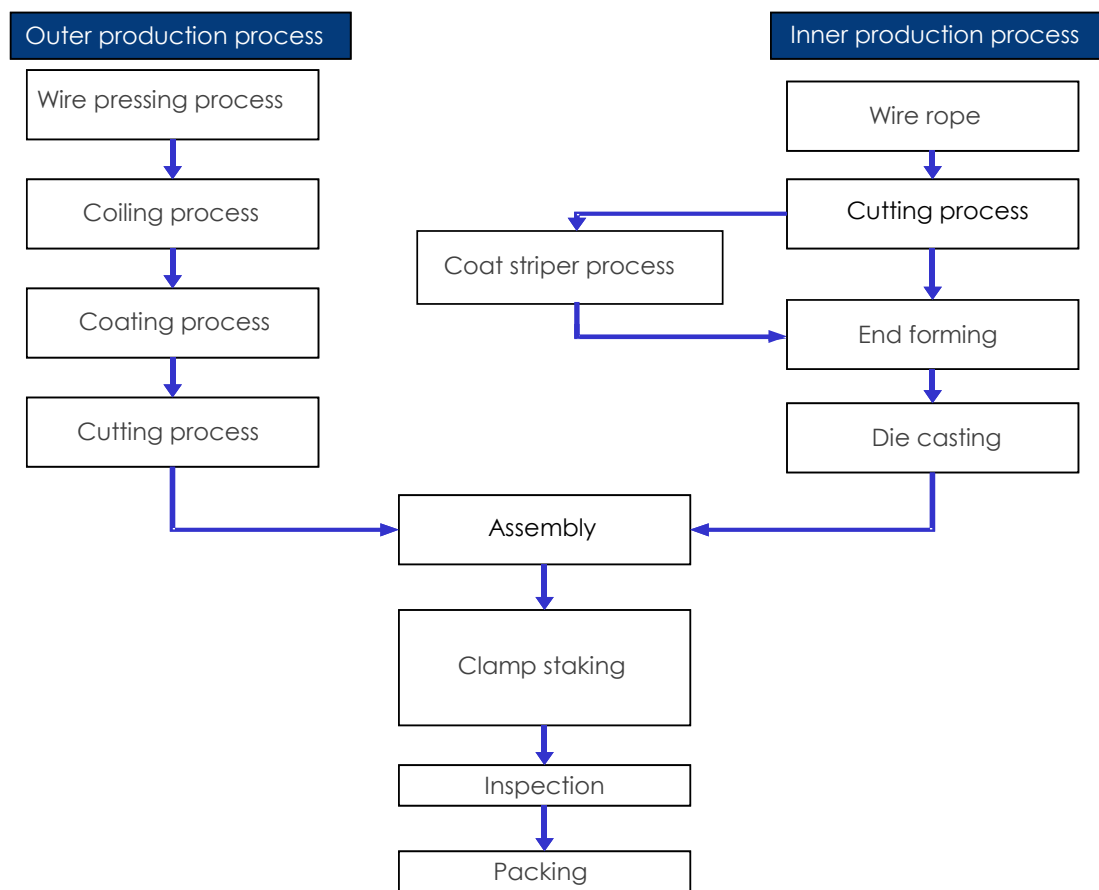 Outer production process
Inner production process
Wire pressing process
Wire rope
Coiling process
Cutting process
Coat striper process
Coating process
End forming
Cutting process
Die casting
Assembly
Clamp staking
Inspection
Packing